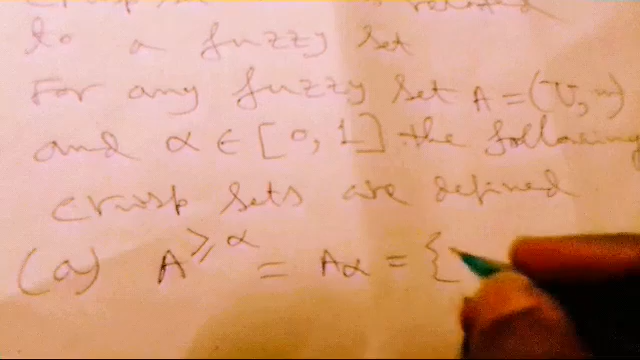 to a fuzzy set
For any fuzzy set A = (U, m)
and α ∈ [0, 1] the following
crisp sets are defined
(a) A≥α = Aα = {